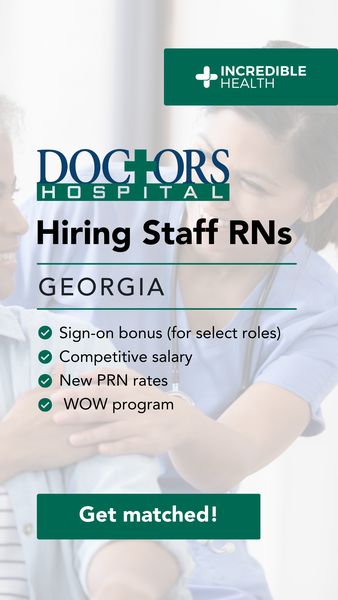 INCREDIBLE
HEALTH
DOCTORS
HOSPITAL
Hiring Staff RNs
GEORGIA
Sign-on bonus (for select roles)
Competitive salary
New PRN rates
WOW program
Get matched!